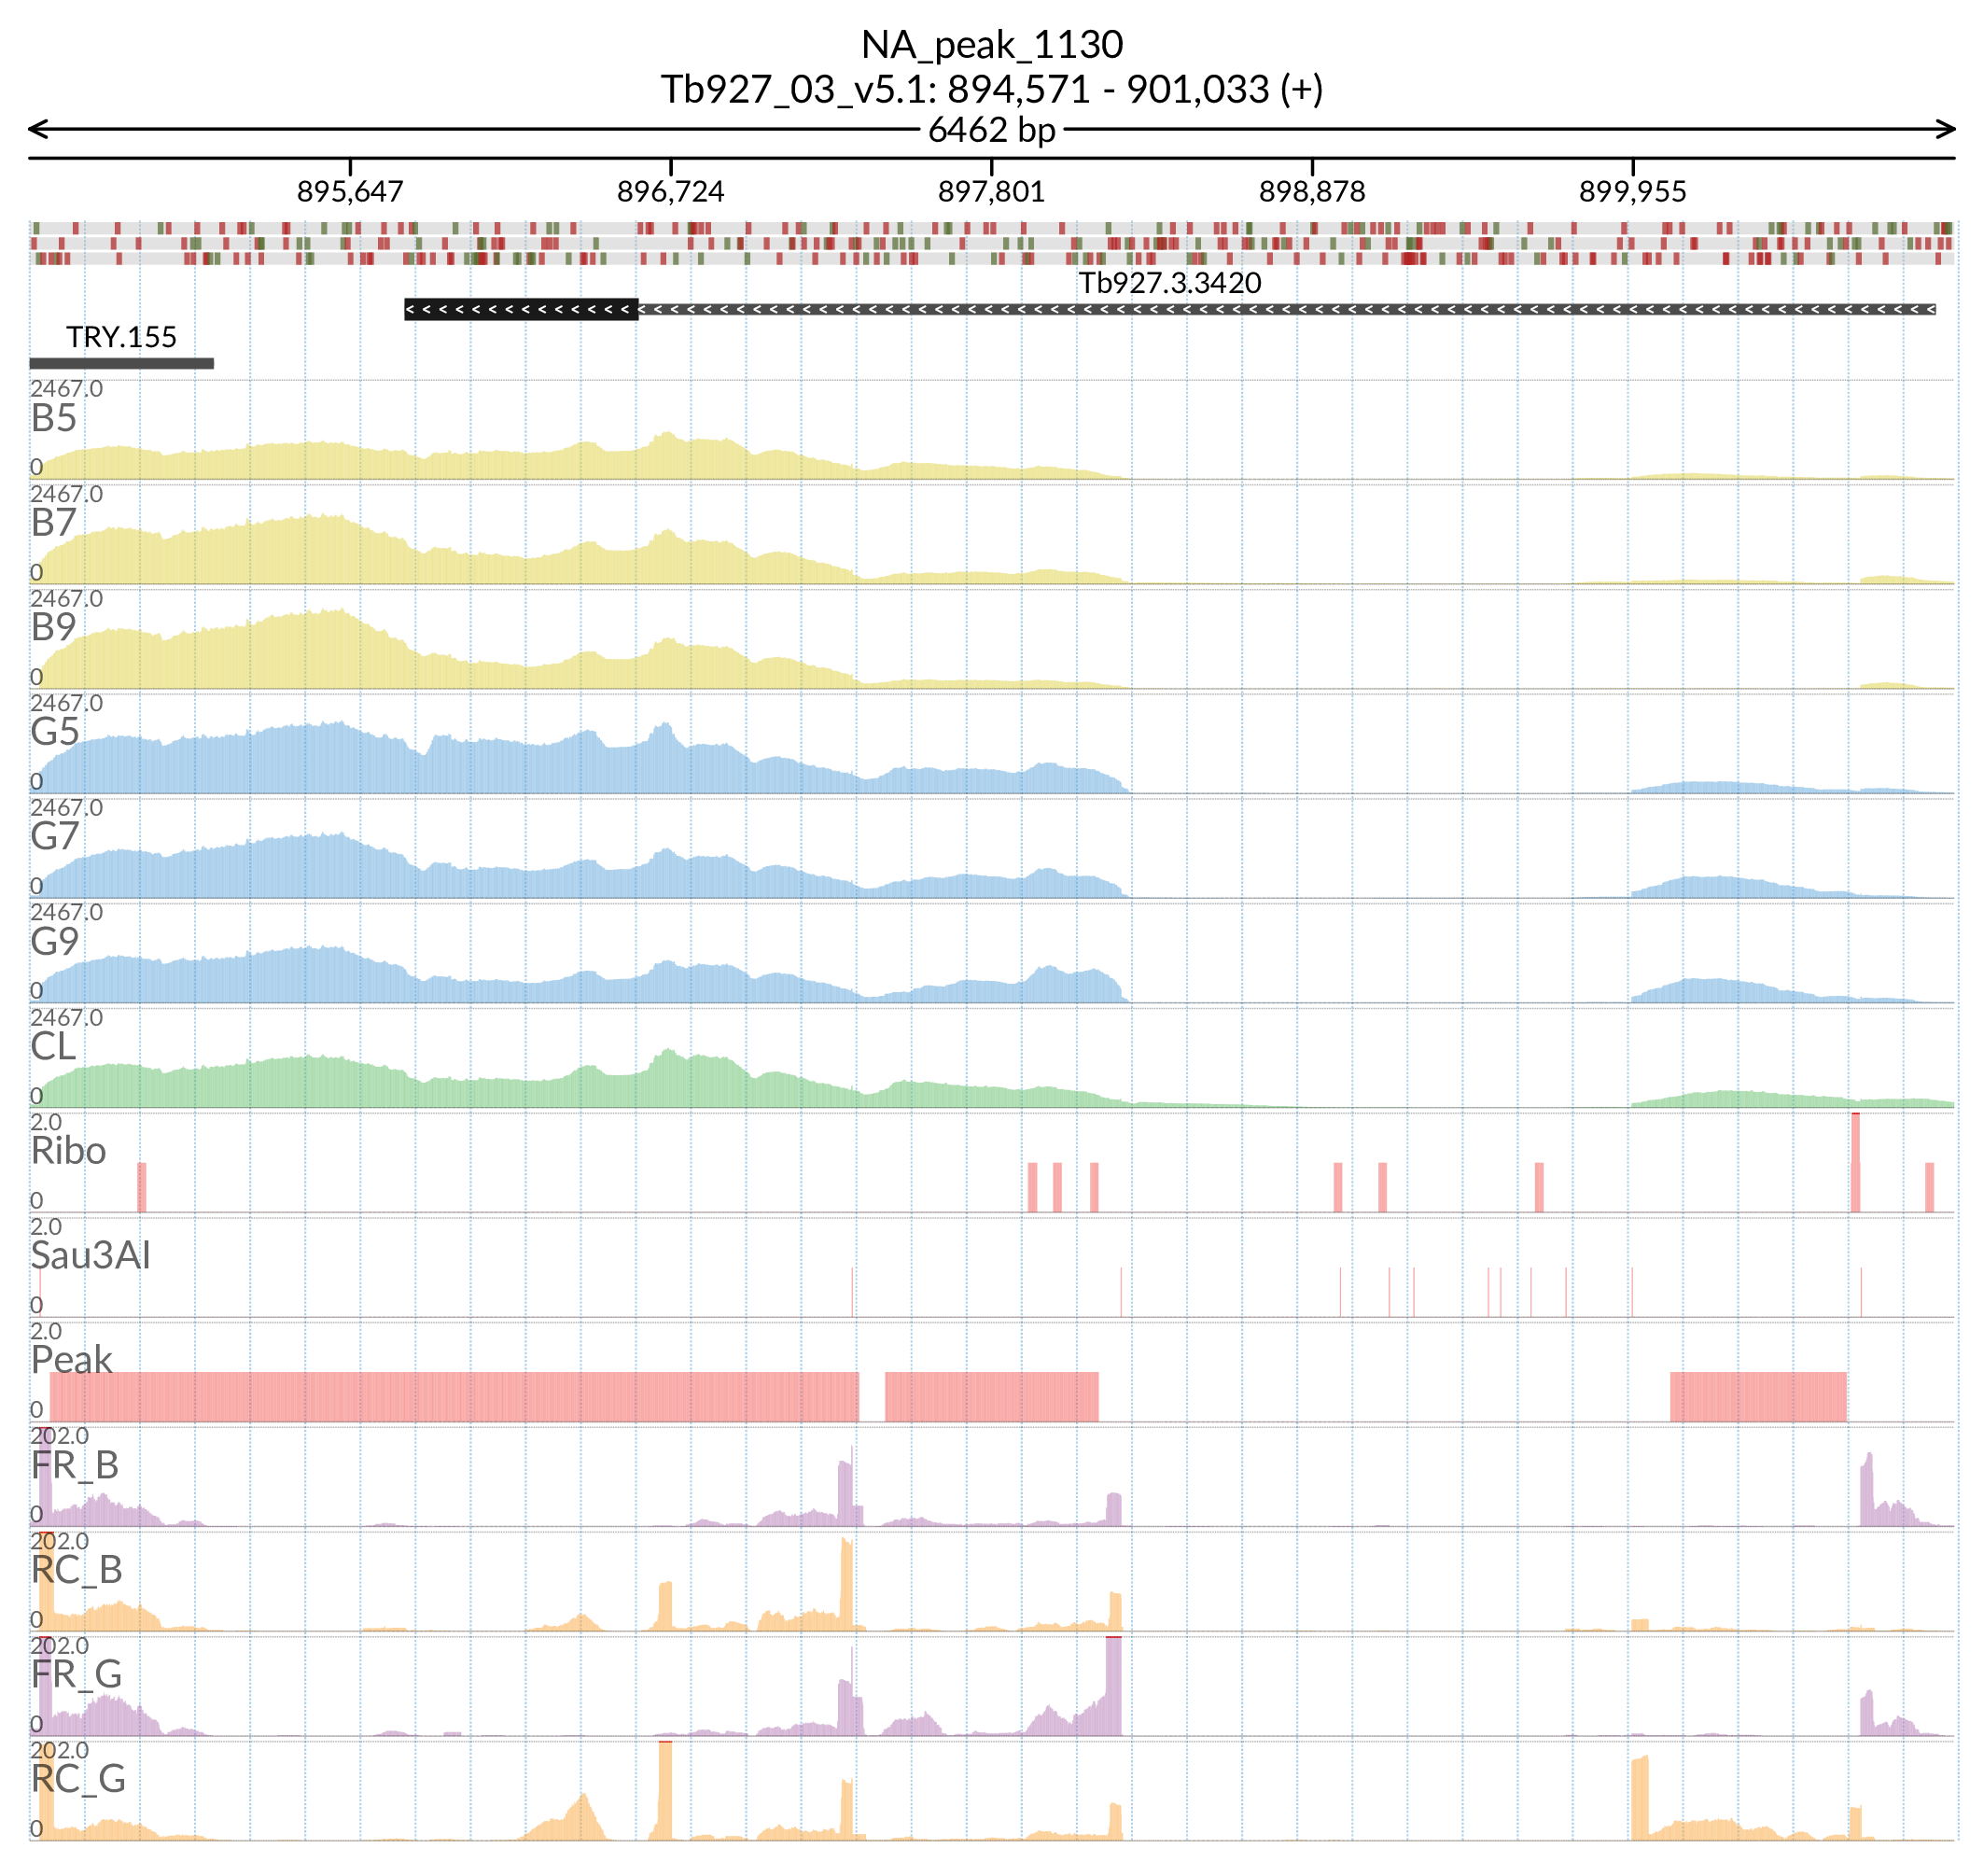 NA_peak_1130
Tb927_03_v5.1: 894,571 - 901,033 (+)
6462 bp
895,647 896,724 897,801 898,878 899,955
Tb927.3.3420
TRY.155
2467.0
B5
0
2467.0
B7
0
2467.0
B9
0
2467.0
G5
0
2467.0
G7
0
2467.0
G9
0
2467.0
CL
0
2.0
Ribo
0
2.0
Sau3AI
0
2.0
Peak
0
202.0
FR_B
0
202.0
RC_B
0
202.0
FR_G
0
202.0
RC_G
0